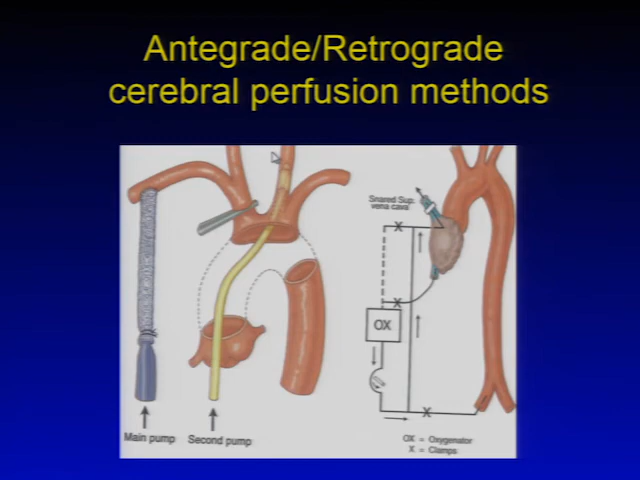 Antegrade/Retrograde
cerebral perfusion methods
Snared Sup.
vena cava
X
X
OX
X
Main pump
Second pump
OX = Oxygenator
X = Clamps